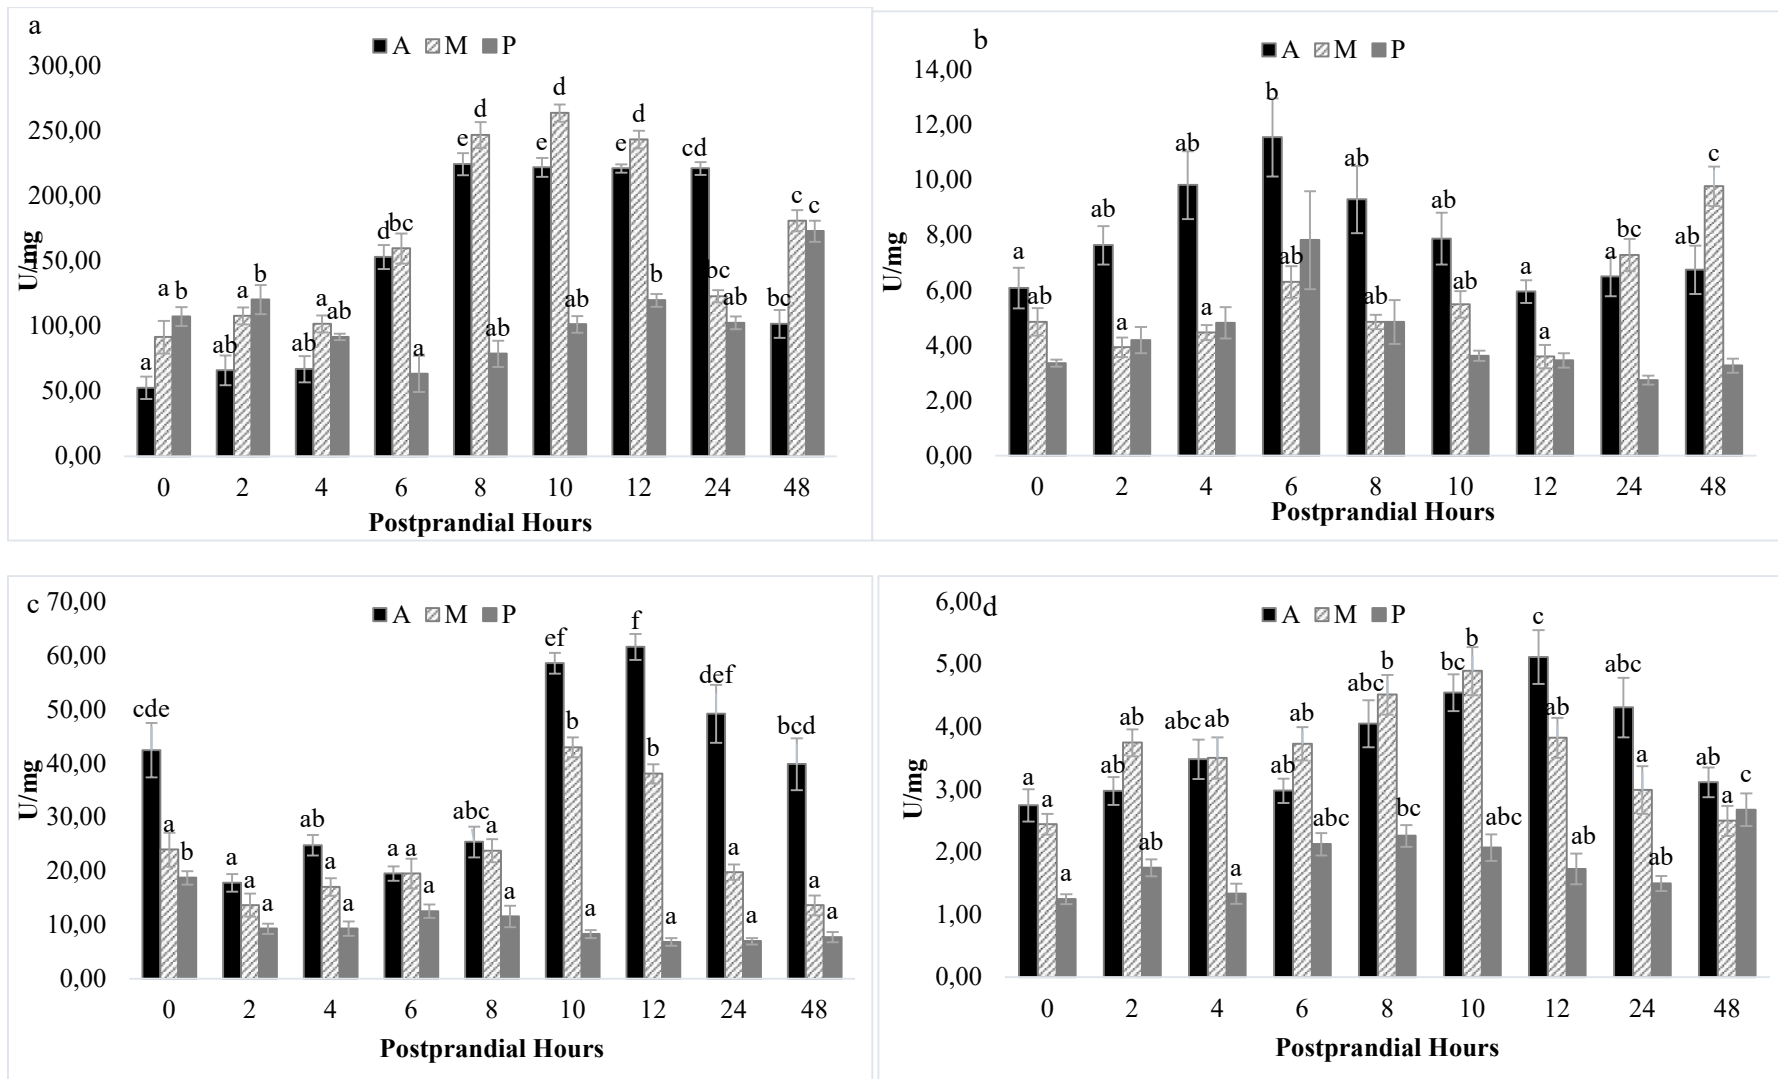 a
A M P
300,00
250,00
200,00
150,00
100,00
50,00
0,00
U/mg
a a b
ab a b
ab a ab
d bc a
e d ab
e d ab
e d b
cd bc ab
bc c c
0 2 4 6 8 10 12 24 48
Postprandial Hours
b
A M P
14,00
12,00
10,00
8,00
6,00
4,00
2,00
0,00
U/mg
a ab
ab a
ab a
b ab
ab ab
ab ab
a a
a bc
ab c
0 2 4 6 8 10 12 24 48
Postprandial Hours
c
A M P
70,00
60,00
50,00
40,00
30,00
20,00
10,00
0,00
U/mg
cde a b
a a a
ab a a
a a a
abc a a
ef b a
f b a
def a a
bcd a a
0 2 4 6 8 10 12 24 48
Postprandial Hours
d
A M P
6,00
5,00
4,00
3,00
2,00
1,00
0,00
U/mg
a a a
ab ab ab
abc ab a
ab ab abc
abc b bc
bc b abc
c ab ab
abc a ab
ab a c
0 2 4 6 8 10 12 24 48
Postprandial Hours